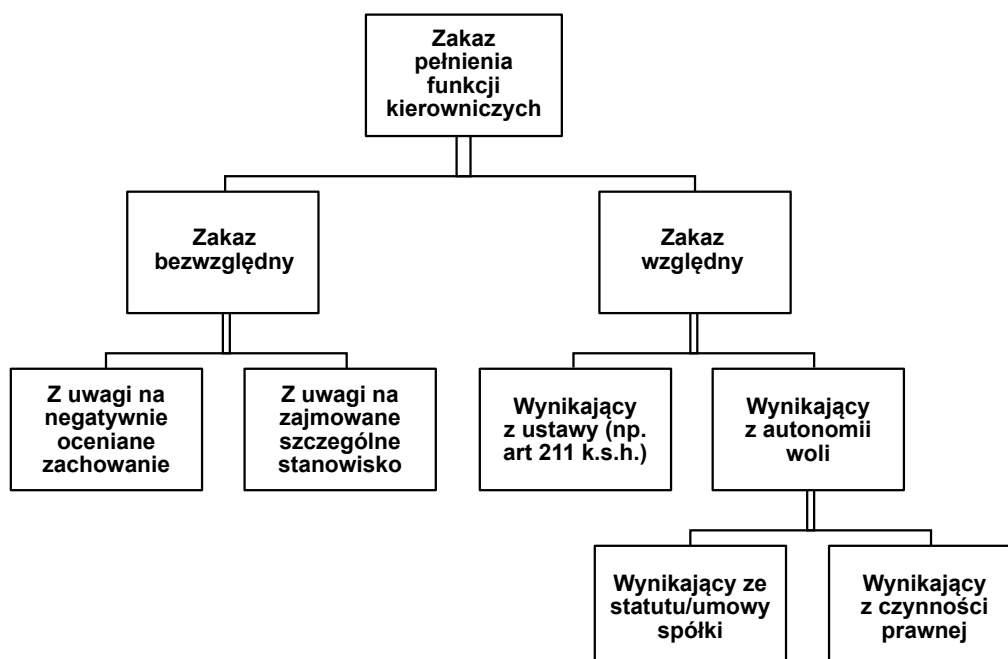 Zakaz
pełnienia
funkcji
kierowniczych
Zakaz
bezwzględny
Zakaz
względny
Z uwagi na
negatywnie
oceniane
zachowanie
Z uwagi na
zajmowane
szczególne
stanowisko
Wynikający
z ustawy (np.
art 211 k.s.h.)
Wynikający
z autonomii
woli
Wynikający ze
statutu/umowy
spółki
Wynikający
z czynności
prawnej